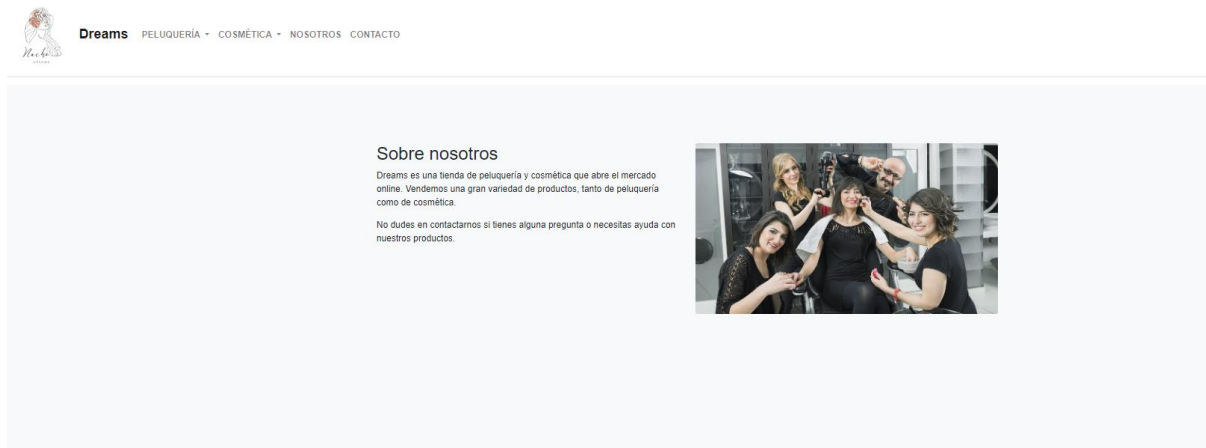 Noche
DREAMS
Dreams PELUQUERÍA COSMÉTICA NOSOTROS CONTACTO
Sobre nosotros
Dreams es una tienda de peluquería y cosmética que abre el mercado
online. Vendemos una gran variedad de productos, tanto de peluquería
como de cosmética.
No dudes en contactarnos si tienes alguna pregunta o necesitas ayuda con
nuestros productos.